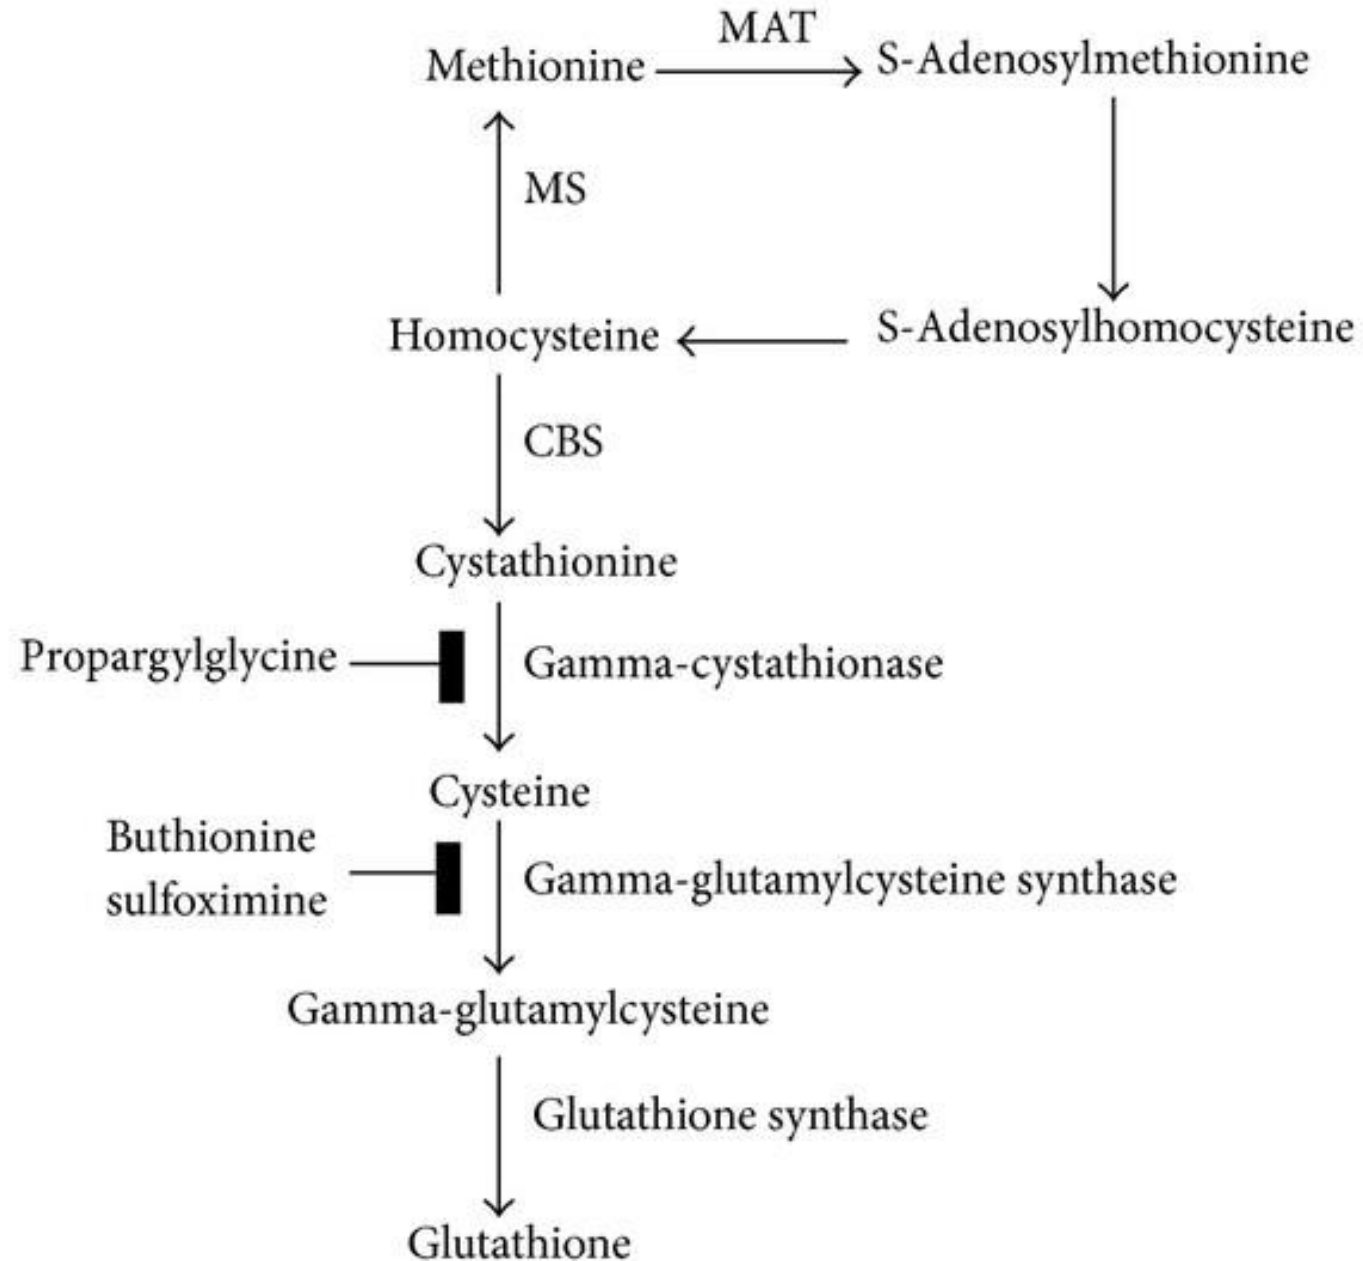 MAT
Methionine
S-Adenosylmethionine
MS
Homocysteine
S-Adenosylhomocysteine
CBS
Cystathionine
Propargylglycine
Gamma-cystathionase
Cysteine
Buthionine
sulfoximine
Gamma-glutamylcysteine synthase
Gamma-glutamylcysteine
Glutathione synthase
Glutathione